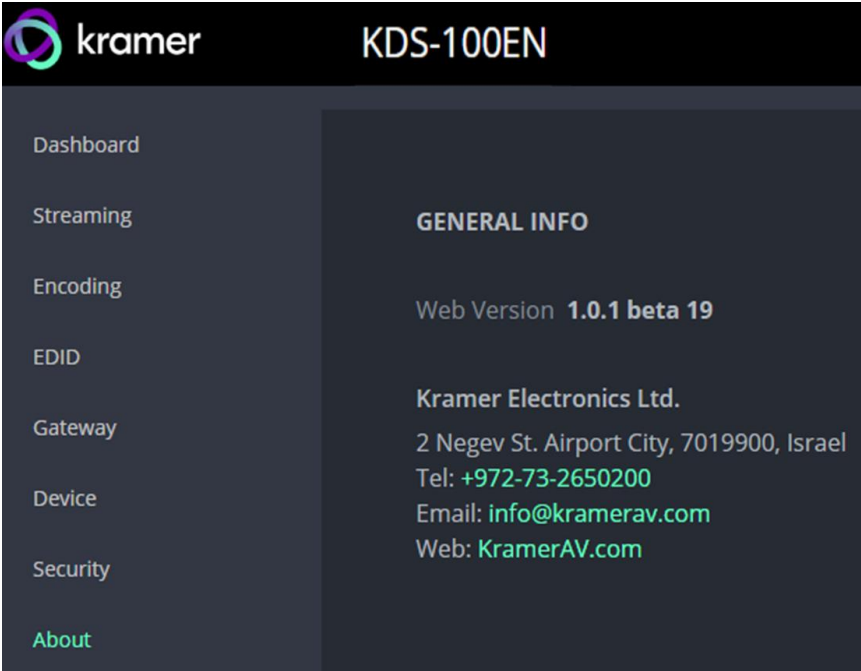 kramer
KDS-100EN
Dashboard
Streaming
Encoding
EDID
Gateway
Device
Security
About
GENERAL INFO
Web Version 1.0.1 beta 19
Kramer Electronics Ltd.
2 Negev St. Airport City, 7019900, Israel
Tel: +972-73-2650200
Email: info@kramerav.com
Web: KramerAV.com